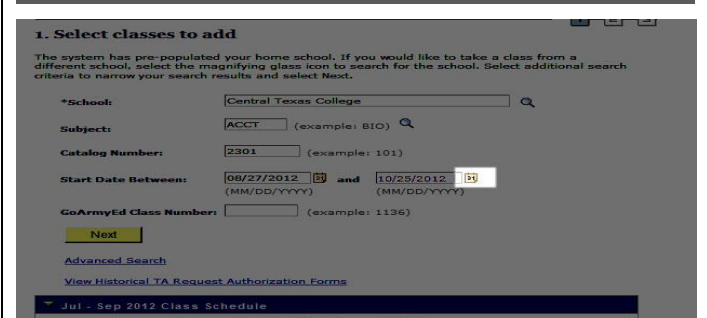 1. Select classes to add
The system has pre-populated your home school. If you would like to take a class from a
different school, select the magnifying glass icon to search for the school. Select additional search
criteria to narrow your search results and select Next.
*School: Central Texas College
Subject: ACCT (example: BIO)
Catalog Number: 2301 (example: 101)
Start Date Between: 08/27/2012 31 and 10/25/2012 31
(MM/DD/YYYY) (MM/DD/YYYY)
GoArmyEd Class Number: (example: 1136)
Next
Advanced Search
View Historical TA Request Authorization Forms
Jul - Sep 2012 Class Schedule